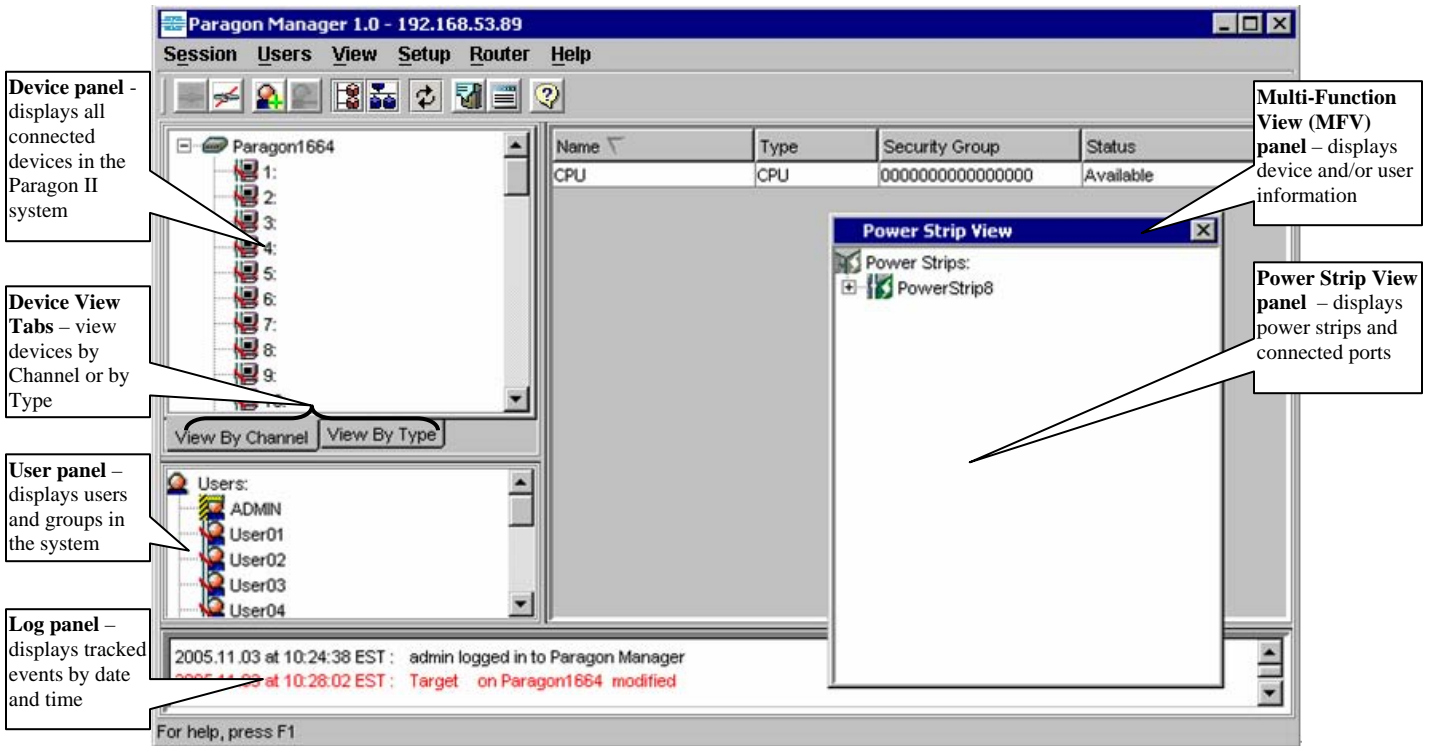 Paragon Manager 1.0 - 192.168.53.89
Session Users View Setup Router Help
Device panel -
displays all
connected
devices in the
Paragon II
system
Device View
Tabs – view
devices by
Channel or by
Type
User panel –
displays users
and groups in
the system
Log panel –
displays tracked
events by date
and time
Paragon1664
1:
2:
3:
4:
5:
6:
7:
8:
9:
View By Channel View By Type
Users:
ADMIN
User01
User02
User03
User04
Name Type Security Group Status
CPU CPU 0000000000000000 Available
Power Strip View
Power Strips:
PowerStrip8
Multi-Function
View (MFV)
panel – displays
device and/or user
information
Power Strip View
panel – displays
power strips and
connected ports
2005.11.03 at 10:24:38 EST : admin logged in to Paragon Manager
2005.11.03 at 10:28:02 EST : Target on Paragon1664 modified
For help, press F1